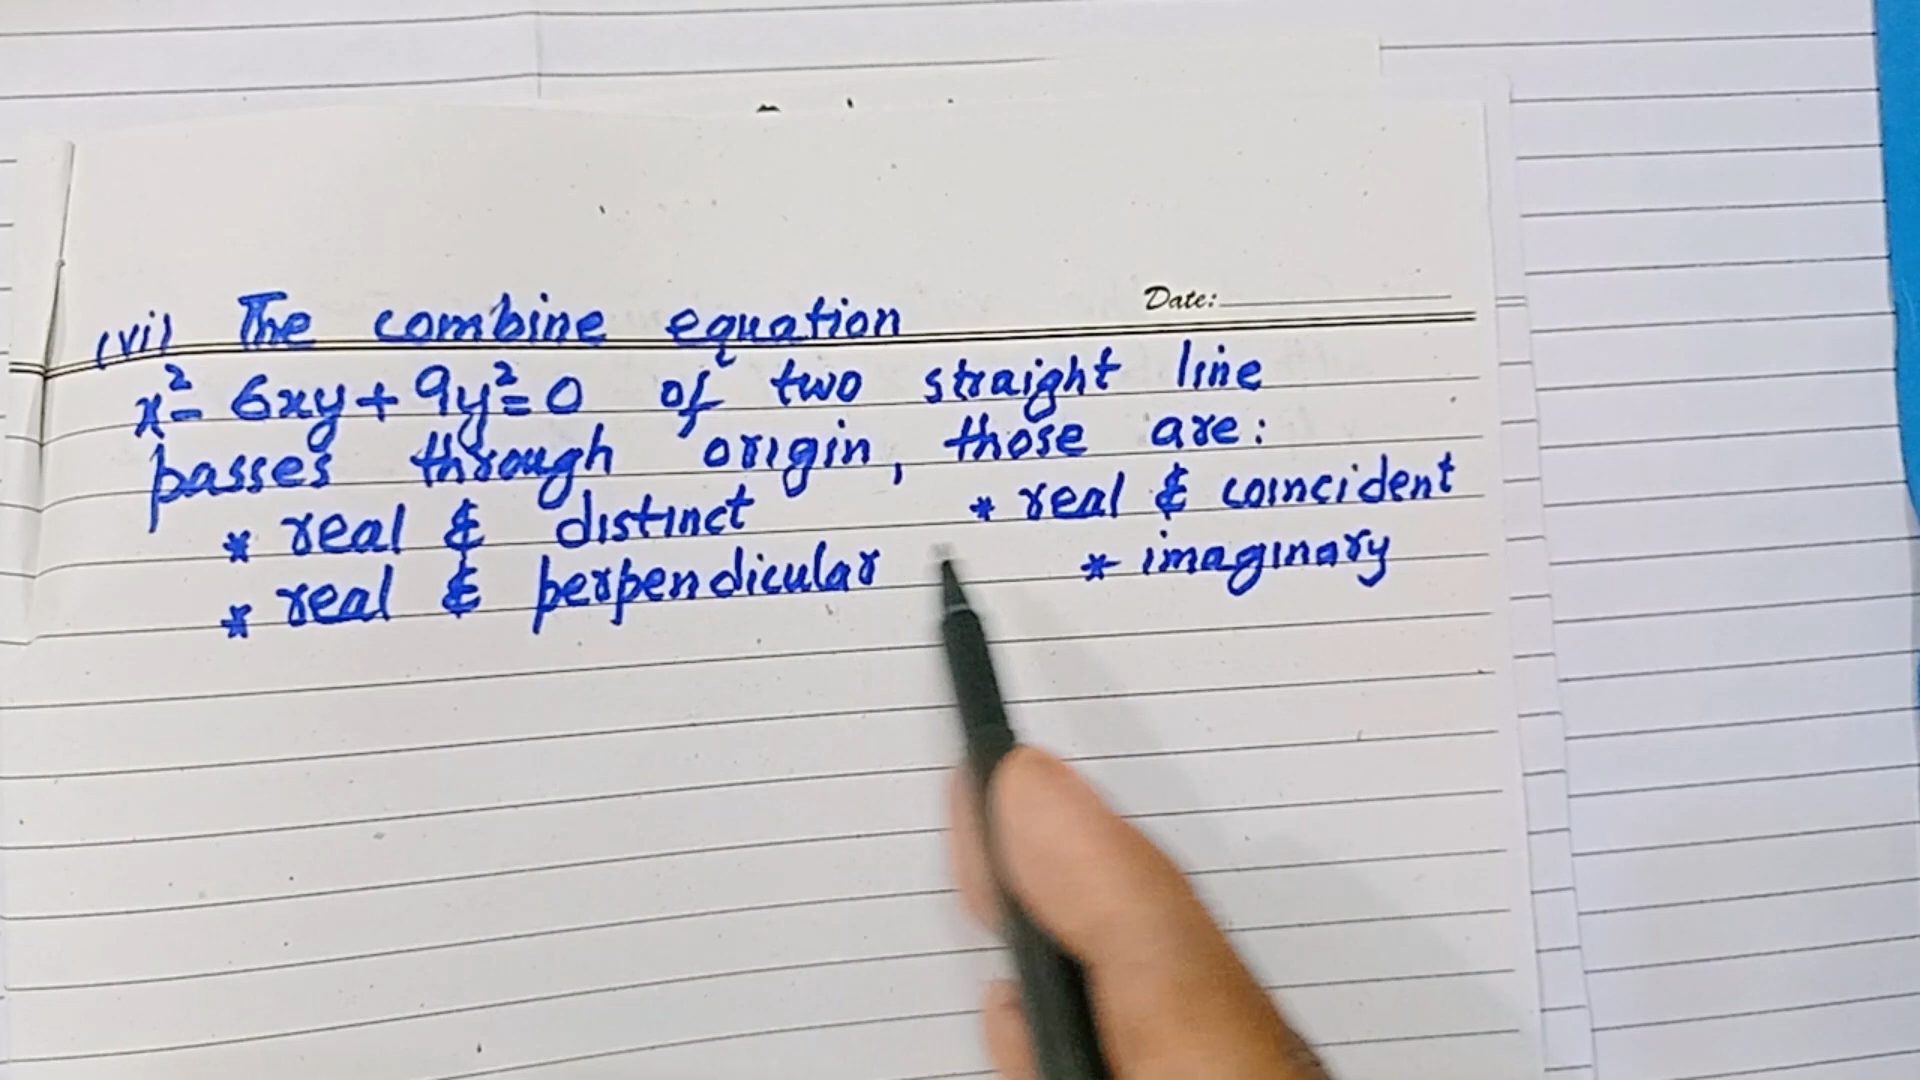 Date:
(vi) The combine equation
x² - 6xy + 9y² = 0 of two straight line
passes through origin, those are:
* real & distinct * real & coincident
* real & perpendicular * imaginary